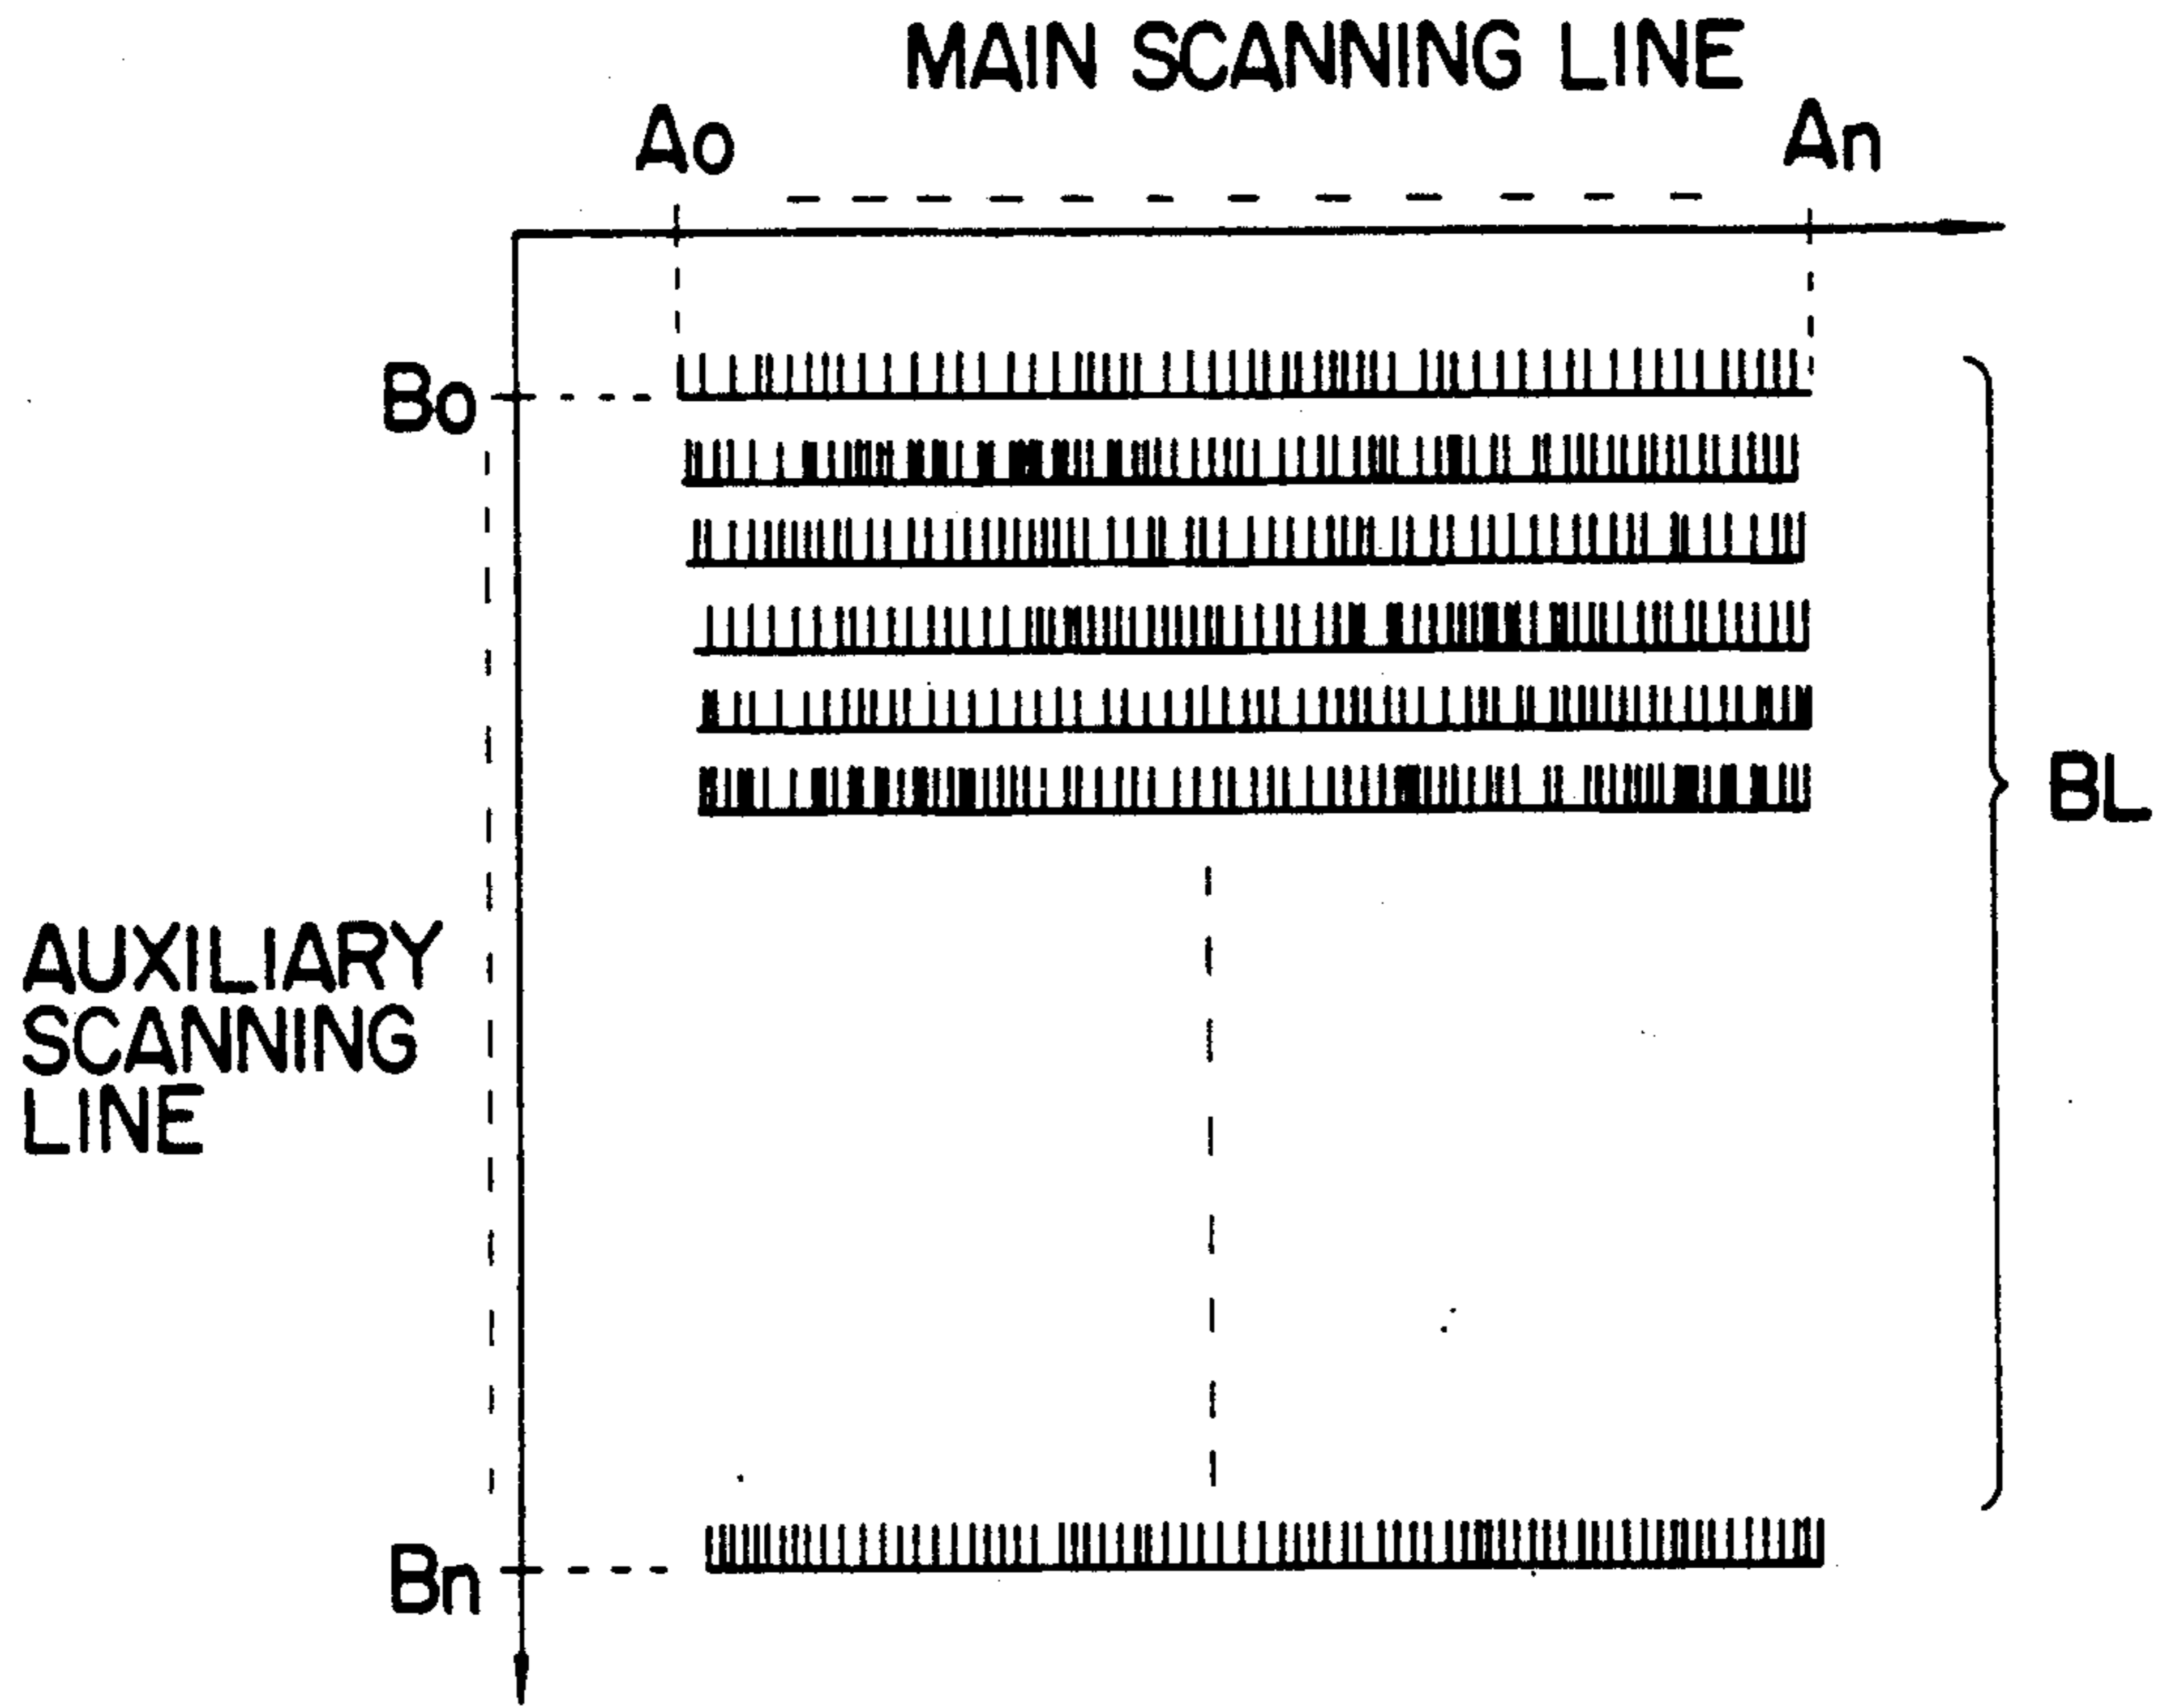 MAIN SCANNING LINE
Ao
An
Bo
BL
AUXILIARY
SCANNING
LINE
Bn